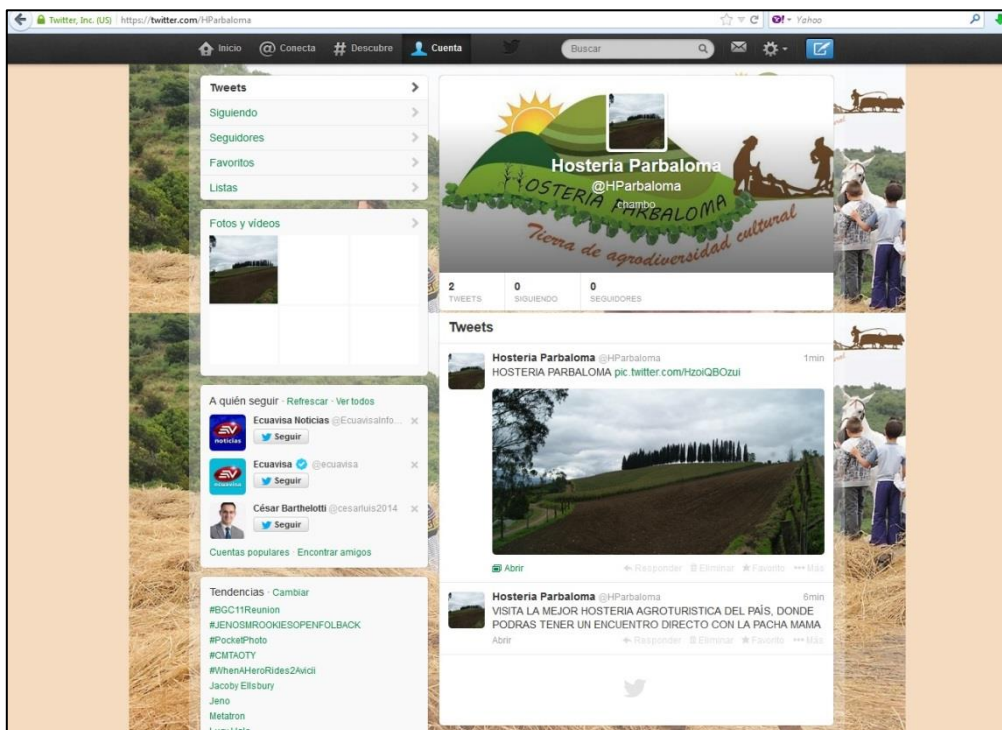 Twitter, Inc. (US) https://twitter.com/HParbaloma
Yahoo
Inicio Conecta Descubre Cuenta
Buscar
Tweets
Siguiendo
Seguidores
Favoritos
Listas
Fotos y vídeos
Hosteria Parbaloma
@HParbaloma
chambo
HOSTERIA PARBALOMA
Tierra de agrodiversidad cultural
2 TWEETS
0 SIGUIENDO
0 SEGUIDORES
A quién seguir · Refrescar · Ver todos
Ecuavisa Noticias @EcuavisaInfo...
Seguir
Ecuavisa @ecuavisa
Seguir
César Barthelotti @cesarluis2014
Seguir
Cuentas populares · Encontrar amigos
Tendencias · Cambiar
#BGC11Reunion
#JENOSMROOKIESOPENFOLBACK
#PocketPhoto
#CMTAOTY
#WhenAHeroRides2Avicii
Jacoby Ellsbury
Jeno
Metatron
Tweets
Hosteria Parbaloma @HParbaloma 1min
HOSTERIA PARBALOMA pic.twitter.com/HzoiQBOzui
Abrir Responder Eliminar Favorito Más
Hosteria Parbaloma @HParbaloma 6min
VISITA LA MEJOR HOSTERIA AGROTURISTICA DEL PAÌS, DONDE
PODRAS TENER UN ENCUENTRO DIRECTO CON LA PACHA MAMA
Abrir Responder Eliminar Favorito Más